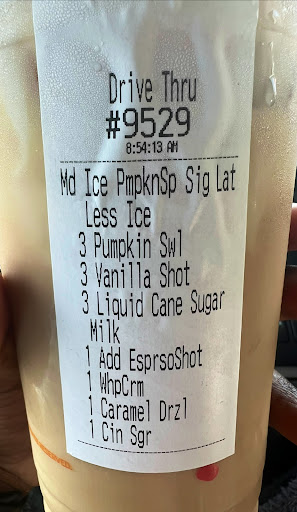 Drive Thru
#9529
8:54:13 AM
Md Ice PmpknSp Sig Lat
Less Ice
3 Pumpkin Swl
3 Vanilla Shot
3 Liquid Cane Sugar
Milk
1 Add EsprsoShot
1 WhpCrm
1 Caramel Drzl
1 Cin Sgr